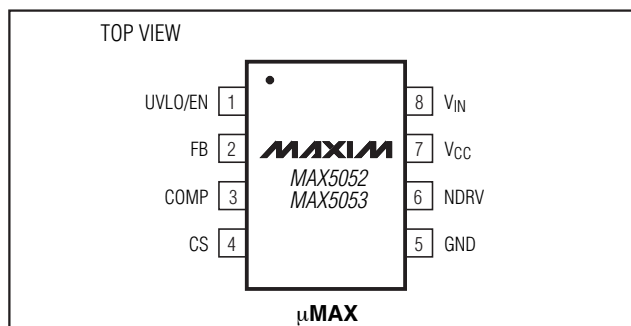 TOP VIEW
UVLO/EN 1
FB 2
COMP 3
CS 4
MAXIM
MAX5052
MAX5053
8 VIN
7 VCC
6 NDRV
5 GND
μMAX